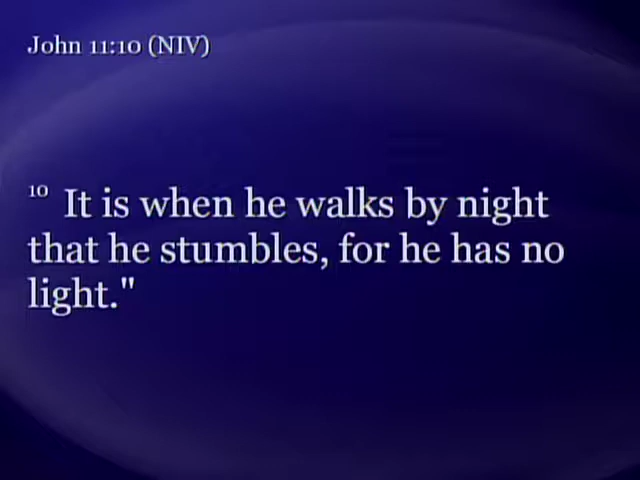 John 11:10 (NIV)
10 It is when he walks by night
that he stumbles, for he has no
light."